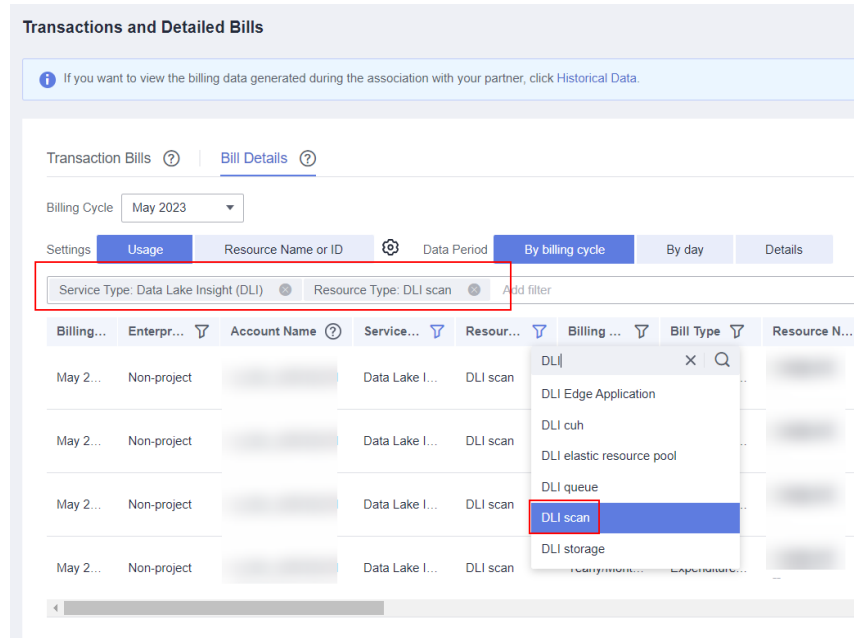 Transactions and Detailed Bills
If you want to view the billing data generated during the association with your partner, click Historical Data.
Transaction Bills
Bill Details
Billing Cycle May 2023
Settings Usage Resource Name or ID Data Period By billing cycle By day Details
Service Type: Data Lake Insight (DLI) Resource Type: DLI scan Add filter
Billing... Enterpr... Account Name Service... Resour... Billing ... Bill Type Resource N...
DLI
May 2... Non-project Data Lake I... DLI scan
DLI Edge Application
DLI cuh
May 2... Non-project Data Lake I... DLI scan
DLI elastic resource pool
DLI queue
May 2... Non-project Data Lake I... DLI scan
DLI scan
DLI storage
May 2... Non-project Data Lake I... DLI scan Yearly/Mont... Expenditure...